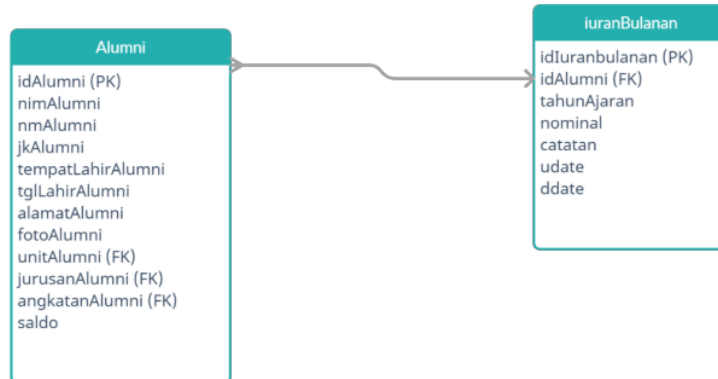 Alumni
idAlumni (PK)
nimAlumni
nmAlumni
jkAlumni
tempatLahirAlumni
tglLahirAlumni
alamatAlumni
fotoAlumni
unitAlumni (FK)
jurusanAlumni (FK)
angkatanAlumni (FK)
saldo
iuranBulanan
idIuranbulanan (PK)
idAlumni (FK)
tahunAjaran
nominal
catatan
udate
ddate